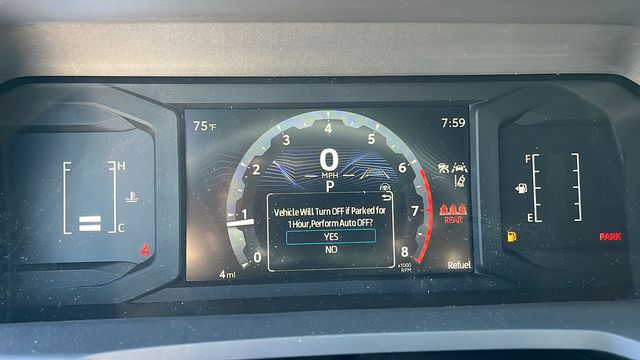 75°F
7:59
F H
C
0
1
2
3
4
5
6
7
8
x1000
RPM
0
MPH
P
Vehicle Will Turn OFF if Parked for
1 Hour,Perform Auto OFF?
YES
NO
4 mi
REAR
Refuel
F
E
PARK